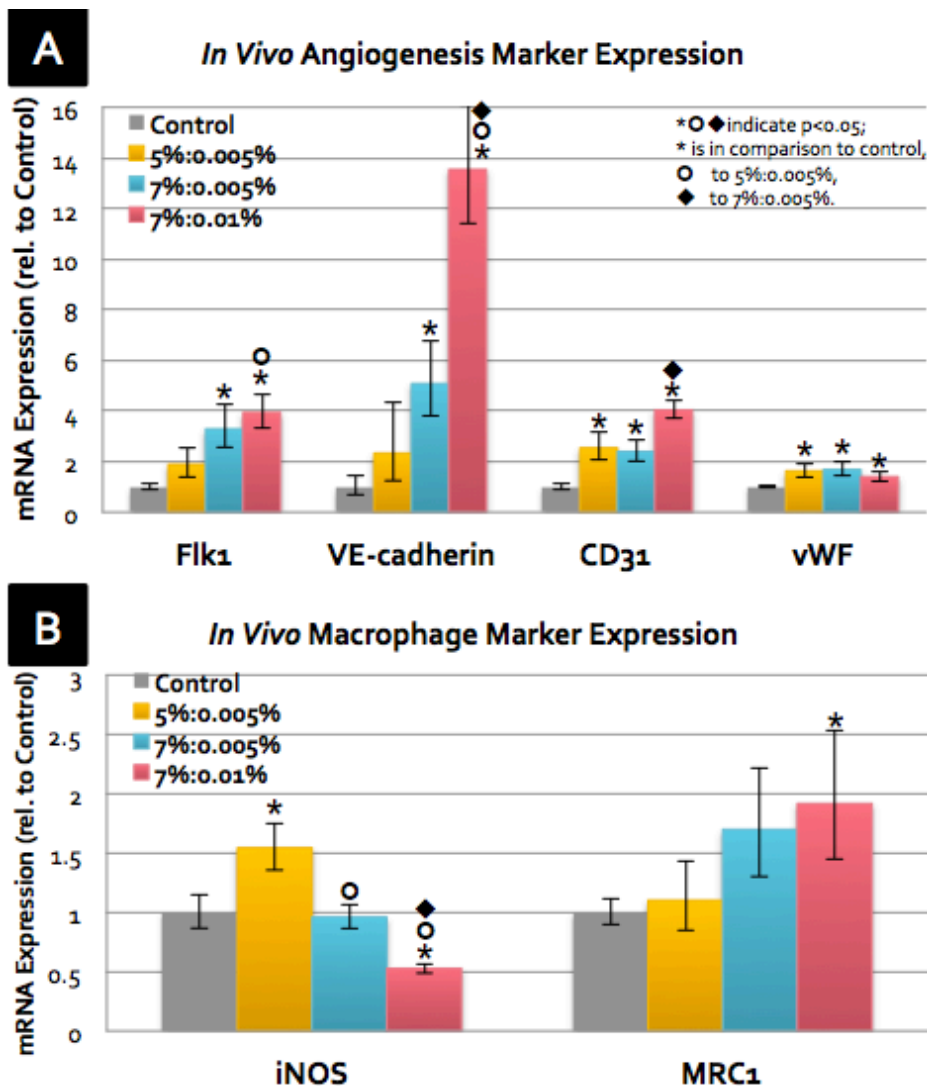 A
In Vivo Angiogenesis Marker Expression
mRNA Expression (rel. to Control)
16
14
12
10
8
6
4
2
0
Control
5%:0.005%
7%:0.005%
7%:0.01%
*○◆indicate p<0.05;
* is in comparison to control,
○ to 5%:0.005%,
◆ to 7%:0.005%.
○
*
*
◆
○
*
*
*
*
◆
*
*
*
*
Flk1
VE-cadherin
CD31
vWF
B
In Vivo Macrophage Marker Expression
mRNA Expression (rel. to Control)
3
2.5
2
1.5
1
0.5
0
Control
5%:0.005%
7%:0.005%
7%:0.01%
*
○
◆
○
*
*
iNOS
MRC1